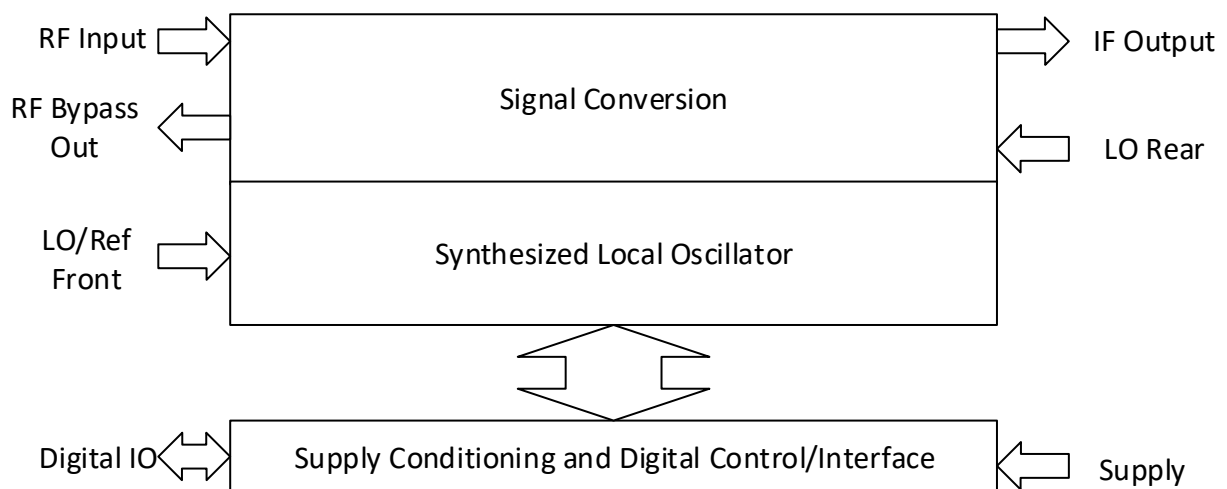 RF Input
IF Output
Signal Conversion
RF Bypass
Out
LO Rear
LO/Ref
Front
Synthesized Local Oscillator
Digital IO
Supply Conditioning and Digital Control/Interface
Supply